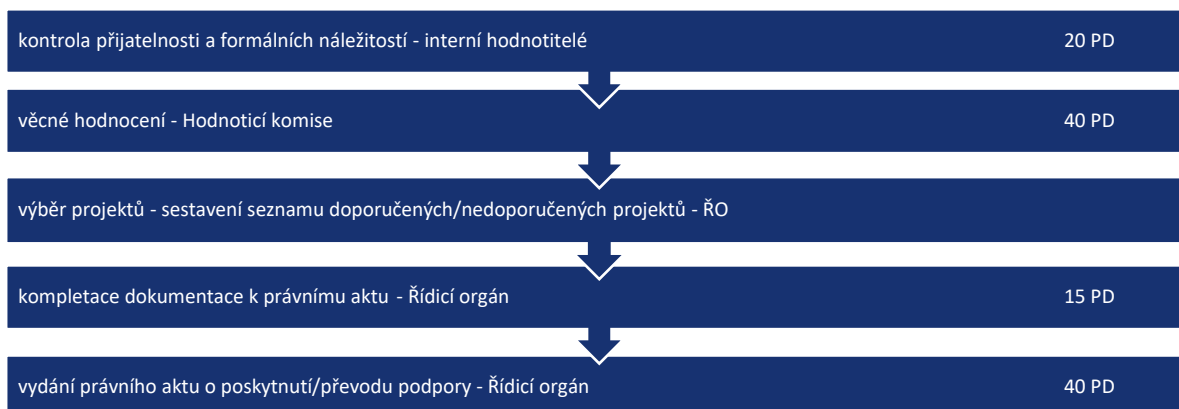 kontrola přijatelnosti a formálních náležitostí - interní hodnotitelé 20 PD
věcné hodnocení - Hodnoticí komise 40 PD
výběr projektů - sestavení seznamu doporučených/nedoporučených projektů - ŘO
kompletace dokumentace k právnímu aktu - Řídicí orgán 15 PD
vydání právního aktu o poskytnutí/převodu podpory - Řídicí orgán 40 PD